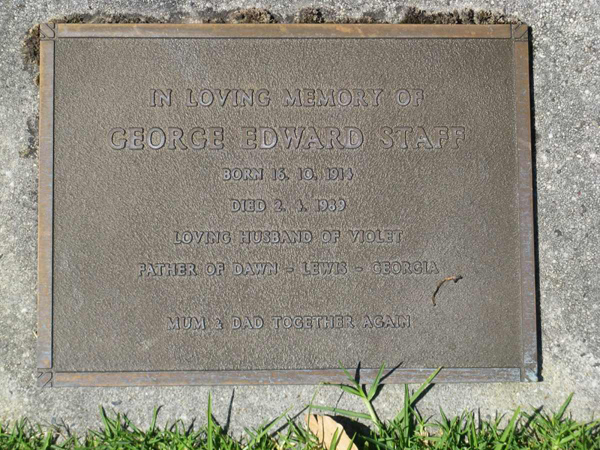 IN LOVING MEMORY OF
GEORGE EDWARD STAFF
BORN 15. 10. 1914
DIED 2. 4. 1989
LOVING HUSBAND OF VIOLET
FATHER OF DAWN - LEWIS - GEORGIA
MUM & DAD TOGETHER AGAIN